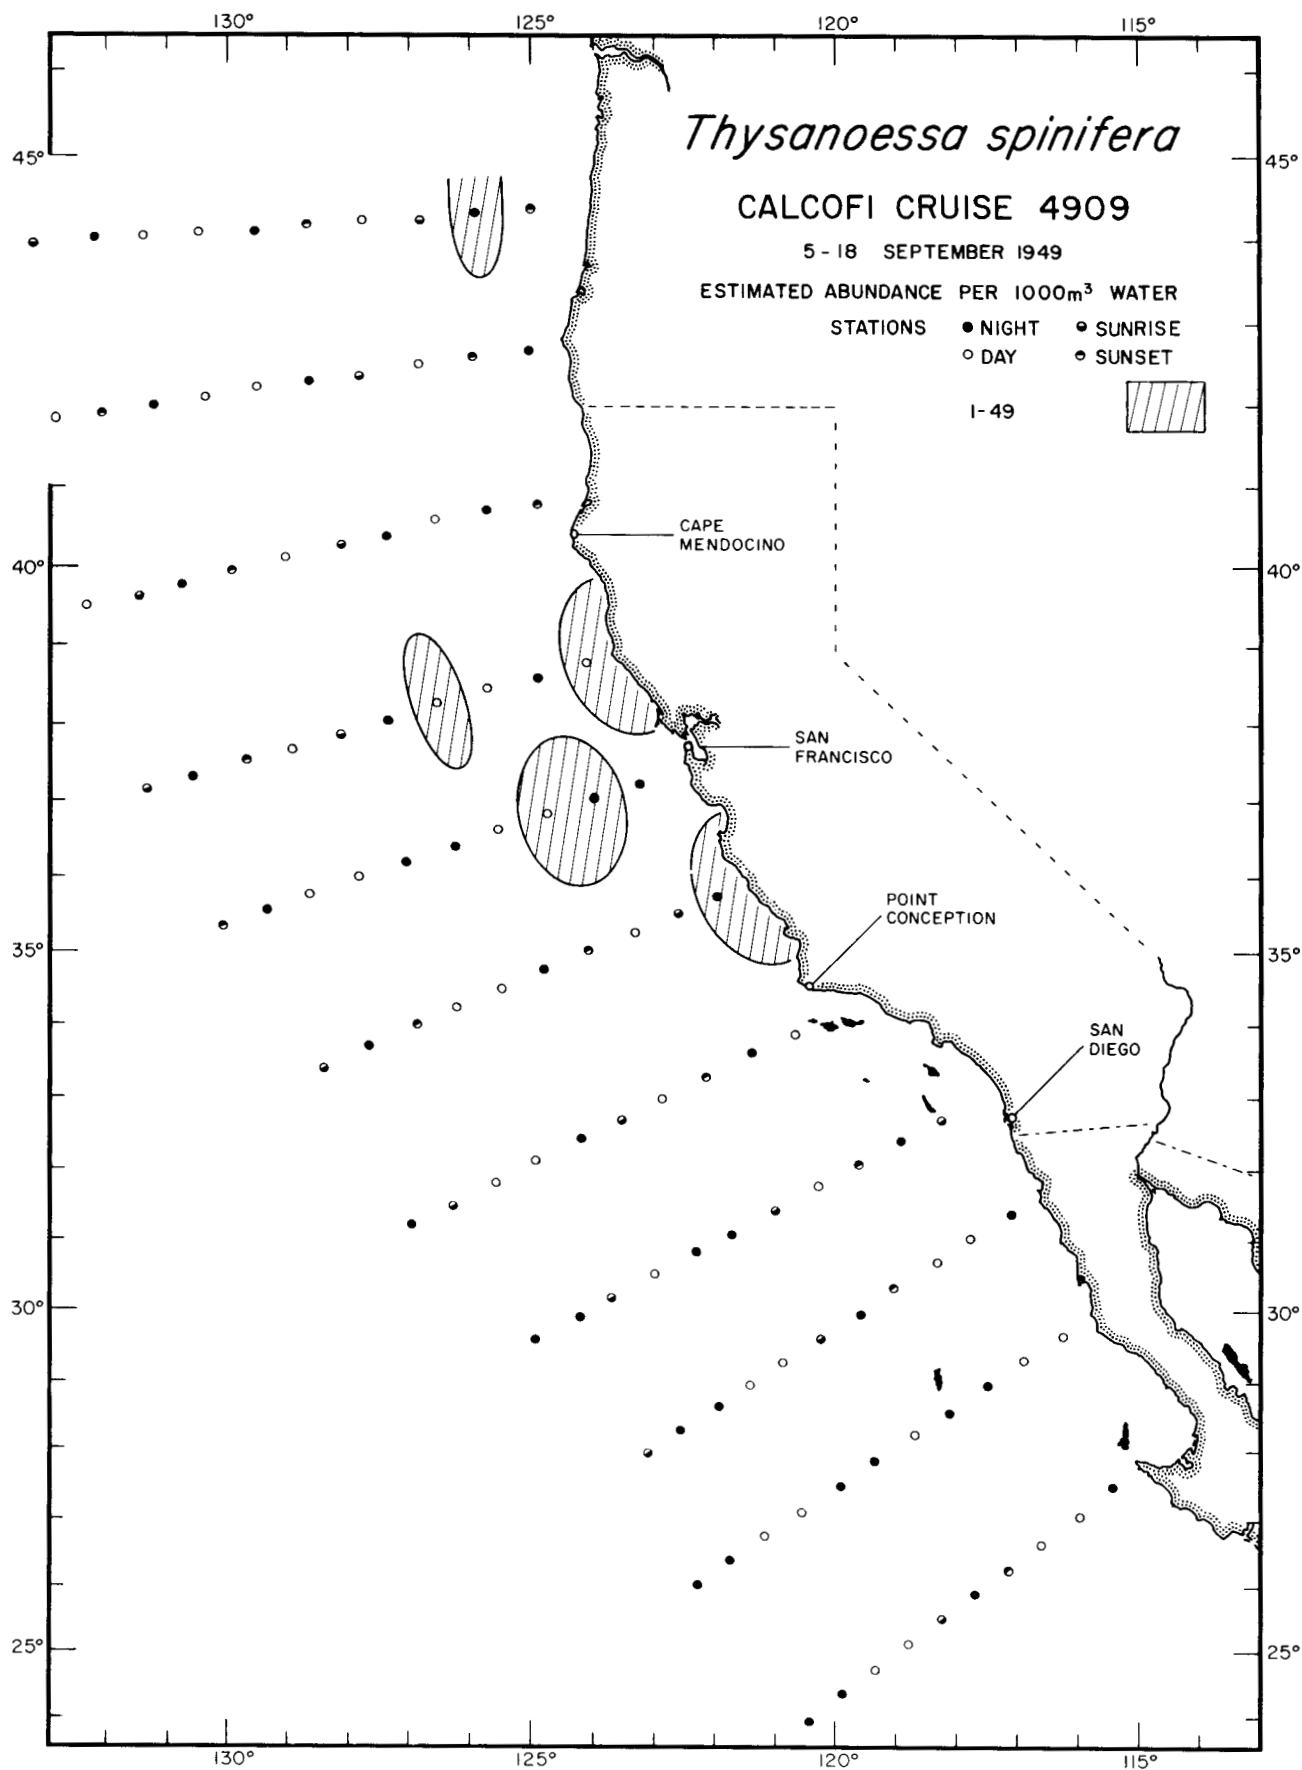 130° 125° 120° 115°
Thysanoessa spinifera
45° 45°
CALCOFI CRUISE 4909
5-18 SEPTEMBER 1949
ESTIMATED ABUNDANCE PER 1000m³ WATER
STATIONS ● NIGHT ◒ SUNRISE
○ DAY ◓ SUNSET
1-49
CAPE
MENDOCINO
40° 40°
SAN
FRANCISCO
POINT
CONCEPTION
35° 35°
SAN
DIEGO
30° 30°
25° 25°
130° 125° 120° 115°